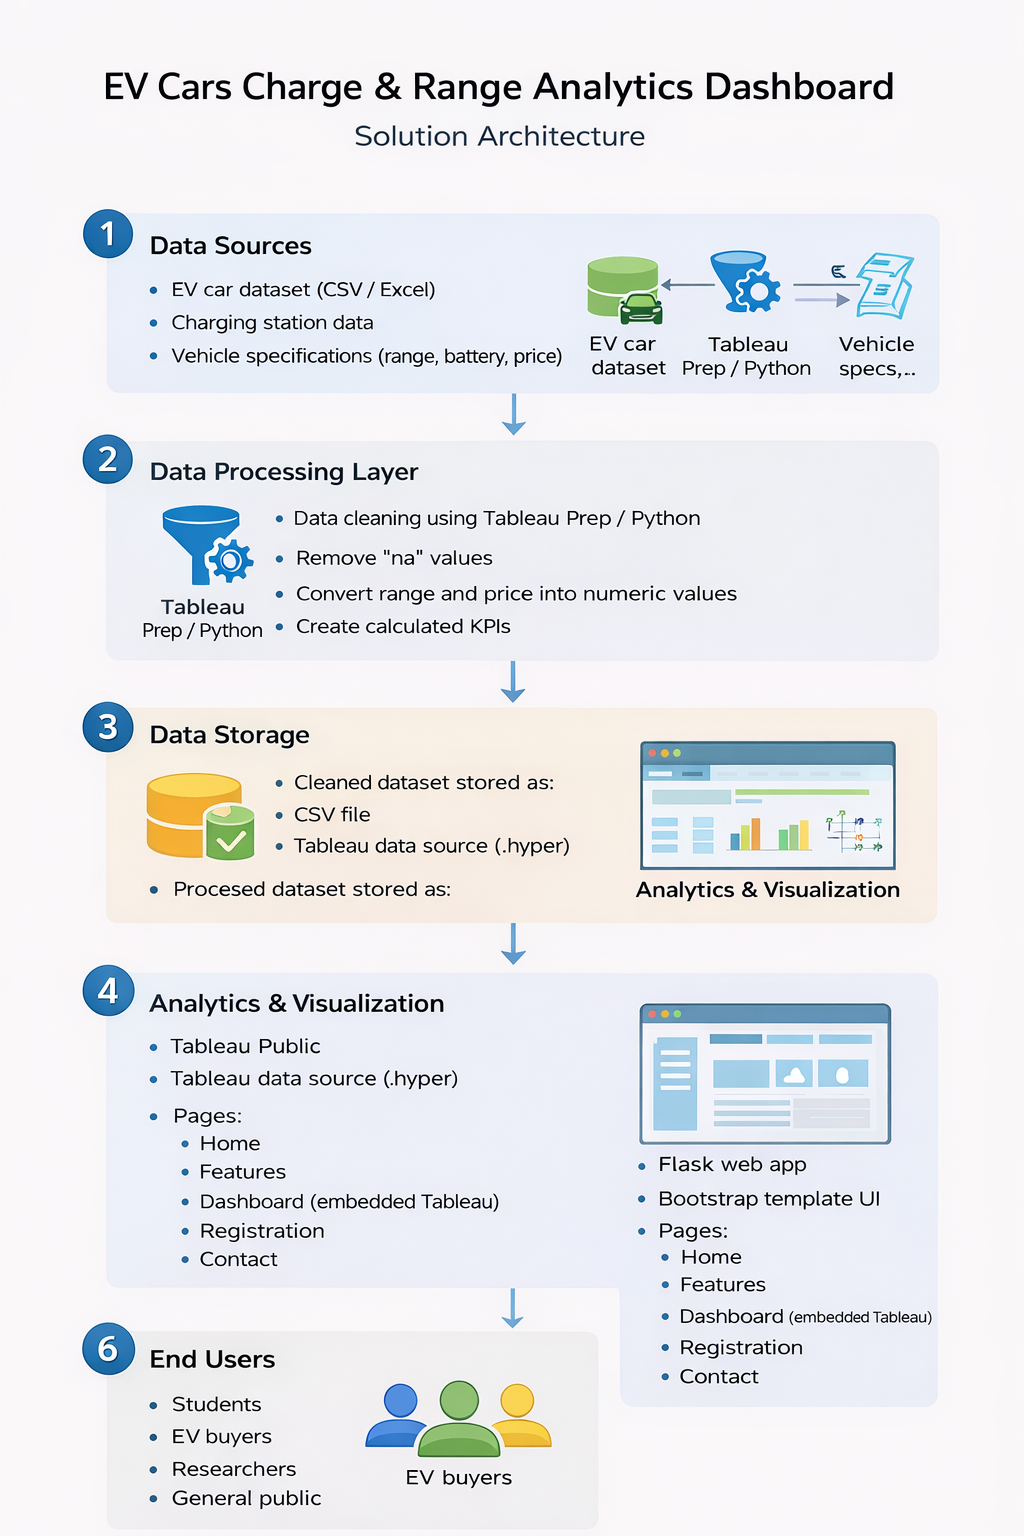 EV Cars Charge & Range Analytics Dashboard
Solution Architecture
1
Data Sources
• EV car dataset (CSV / Excel)
• Charging station data
• Vehicle specifications (range, battery, price)
EV car
dataset
Tableau
Prep / Python
Vehicle
specs,..
2
Data Processing Layer
Tableau
Prep / Python
• Data cleaning using Tableau Prep / Python
• Remove "na" values
• Convert range and price into numeric values
• Create calculated KPIs
3
Data Storage
• Cleaned dataset stored as:
• CSV file
• Tableau data source (.hyper)
• Procesed dataset stored as:
Analytics & Visualization
4
Analytics & Visualization
• Tableau Public
• Tableau data source (.hyper)
• Pages:
• Home
• Features
• Dashboard (embedded Tableau)
• Registration
• Contact
• Flask web app
• Bootstrap template UI
• Pages:
• Home
• Features
• Dashboard (embedded Tableau)
• Registration
• Contact
6
End Users
• Students
• EV buyers
• Researchers
• General public
EV buyers